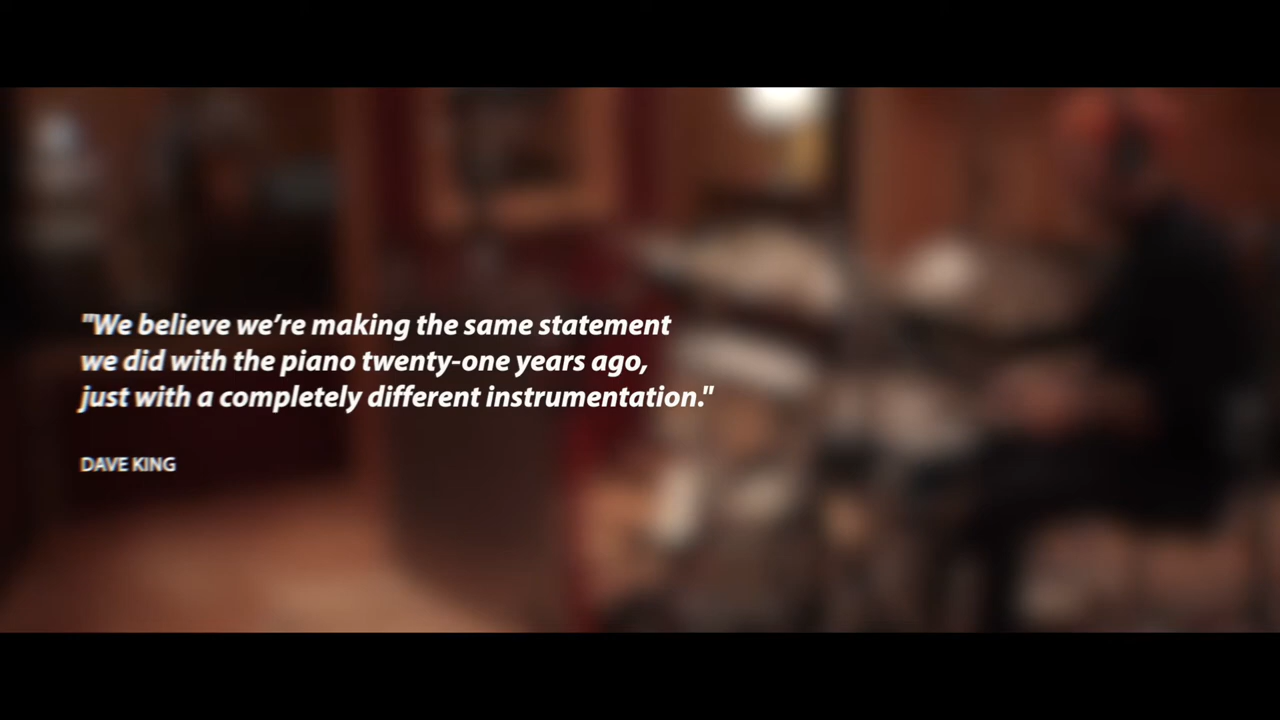 "We believe we’re making the same statement
we did with the piano twenty-one years ago,
just with a completely different instrumentation."
DAVE KING